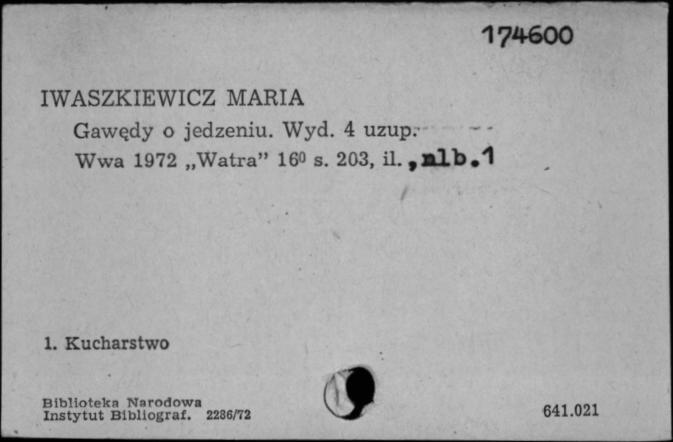 174600
IWASZKIEWICZ MARIA
Gawędy o jedzeniu. Wyd. 4 uzup.
Wwa 1972 „Watra” 16⁰ s. 203, il. , nlb. 1
1. Kucharstwo
Biblioteka Narodowa
Instytut Bibliograf. 2286/72
641.021